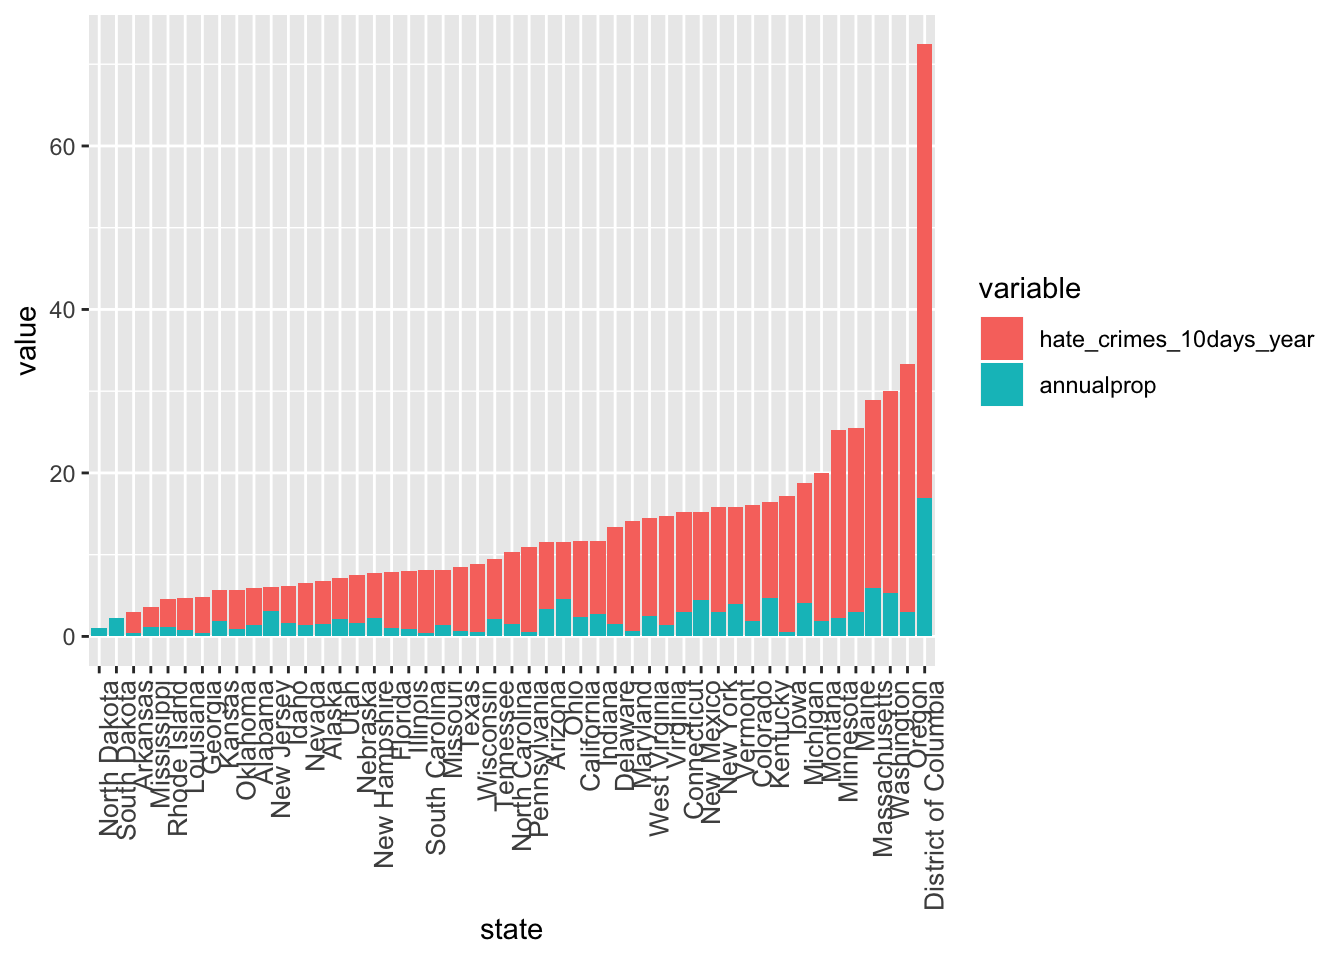 60
40
20
0
value
North Dakota
South Dakota
Arkansas
Mississippi
Rhode Island
Louisiana
Georgia
Kansas
Oklahoma
Alabama
New Jersey
Idaho
Nevada
Alaska
Utah
Nebraska
New Hampshire
Florida
Illinois
South Carolina
Missouri
Texas
Wisconsin
Tennessee
North Carolina
Pennsylvania
Arizona
Ohio
California
Indiana
Delaware
Maryland
West Virginia
Virginia
Connecticut
New Mexico
New York
Vermont
Colorado
Kentucky
Iowa
Michigan
Montana
Minnesota
Maine
Massachusetts
Washington
Oregon
District of Columbia
state
variable
hate_crimes_10days_year
annualprop